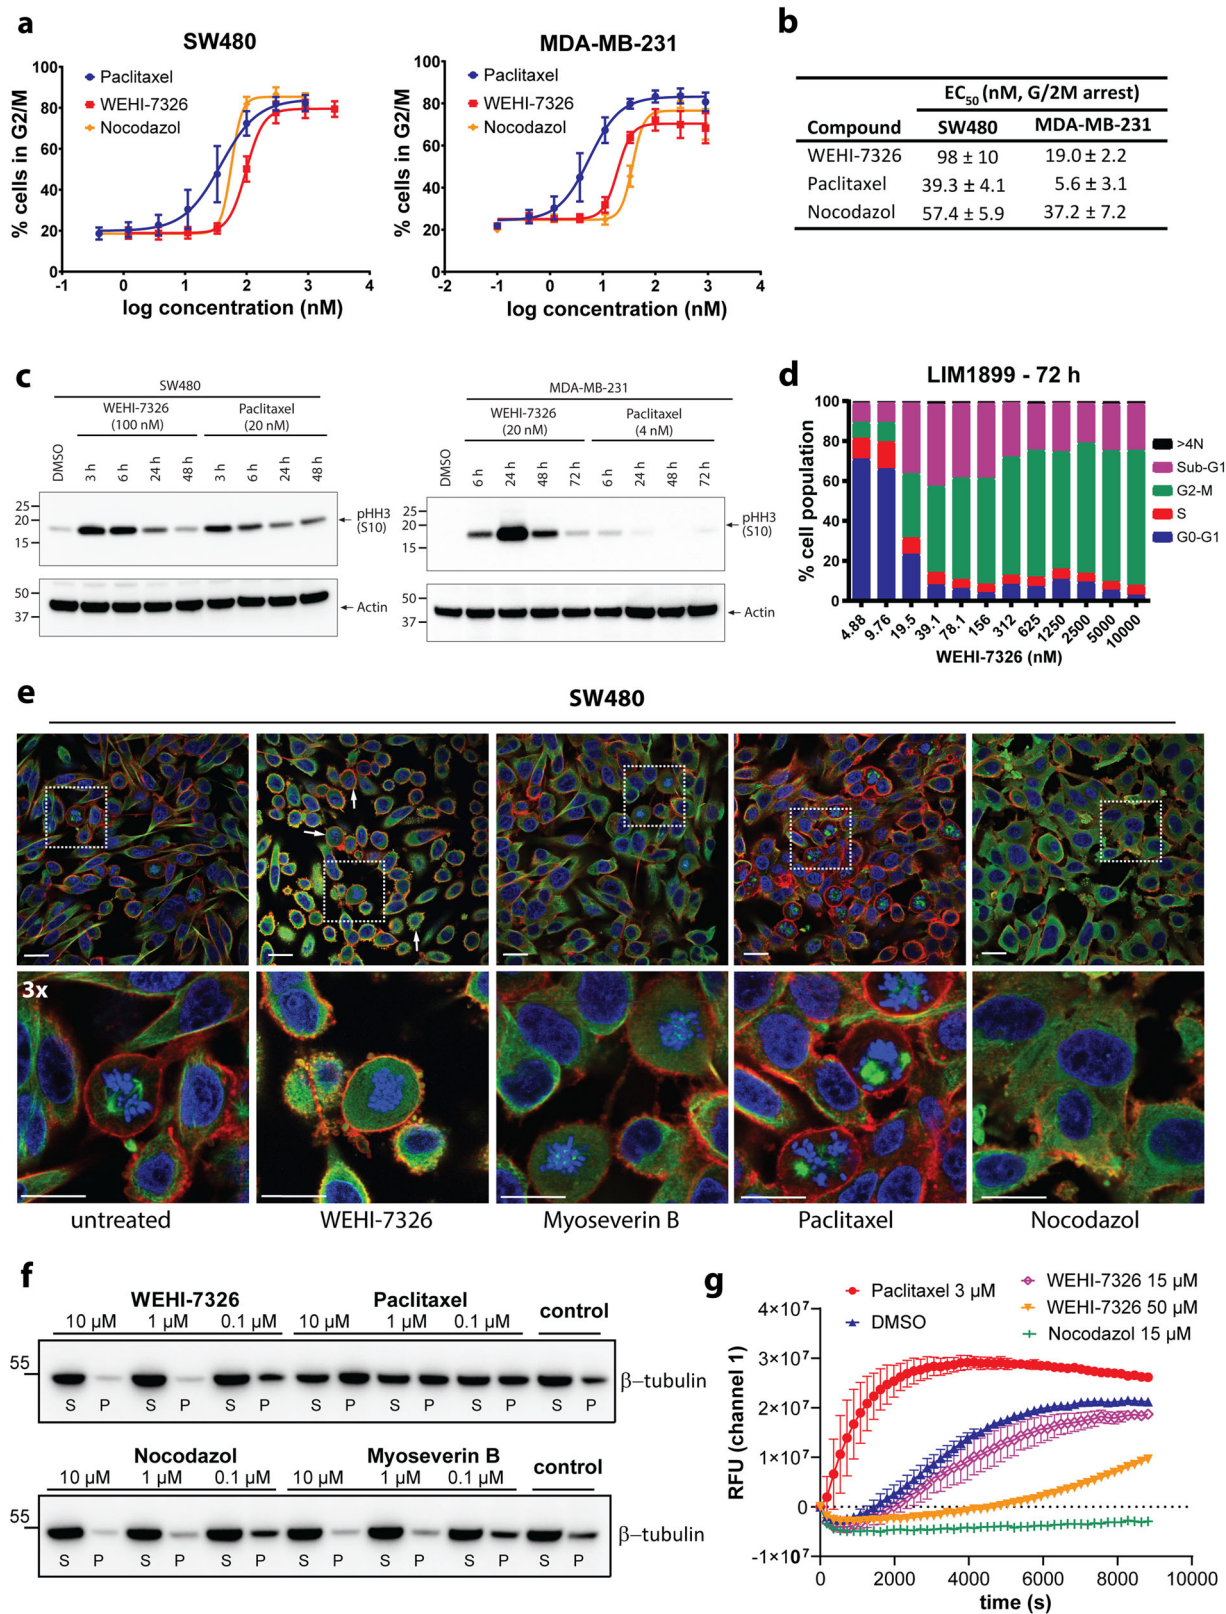 a
SW480
100
80
60
40
20
0
-1 0 1 2 3 4
% cells in G2/M
log concentration (nM)
Paclitaxel
WEHI-7326
Nocodazol
MDA-MB-231
100
80
60
40
20
0
-2 -1 0 1 2 3 4
% cells in G2/M
log concentration (nM)
Paclitaxel
WEHI-7326
Nocodazol
b
EC50 (nM, G/2M arrest)
Compound SW480 MDA-MB-231
WEHI-7326 98 ± 10 19.0 ± 2.2
Paclitaxel 39.3 ± 4.1 5.6 ± 3.1
Nocodazol 57.4 ± 5.9 37.2 ± 7.2
c
SW480
WEHI-7326 Paclitaxel
(100 nM) (20 nM)
DMSO 3 h 6 h 24 h 48 h 3 h 6 h 24 h 48 h
25
20
15
pHH3
(S10)
50
37
Actin
MDA-MB-231
WEHI-7326 Paclitaxel
(20 nM) (4 nM)
DMSO 6 h 24 h 48 h 72 h 6 h 24 h 48 h 72 h
25
20
15
pHH3
(S10)
50
37
Actin
d
LIM1899 - 72 h
100
80
60
40
20
0
% cell population
>4N
Sub-G1
G2-M
S
G0-G1
4.88 9.76 19.5 39.1 78.1 156 312 625 1250 2500 5000 10000
WEHI-7326 (nM)
e
SW480
3x
untreated WEHI-7326 Myoseverin B Paclitaxel Nocodazol
f
WEHI-7326 Paclitaxel control
10 µM 1 µM 0.1 µM 10 µM 1 µM 0.1 µM
55
β-tubulin
S P S P S P S P S P S P S P
Nocodazol Myoseverin B control
10 µM 1 µM 0.1 µM 10 µM 1 µM 0.1 µM
55
β-tubulin
S P S P S P S P S P S P S P
g
Paclitaxel 3 µM
DMSO
WEHI-7326 15 µM
WEHI-7326 50 µM
Nocodazol 15 µM
4×10⁷
3×10⁷
2×10⁷
1×10⁷
0
-1×10⁷
RFU (channel 1)
0 2000 4000 6000 8000 10000
time (s)